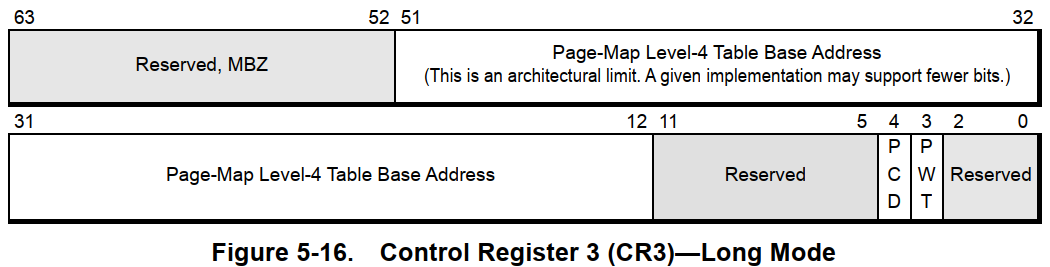 63 52 51 32
Reserved, MBZ
Page-Map Level-4 Table Base Address
(This is an architectural limit. A given implementation may support fewer bits.)
31 12 11 5 4 3 2 0
Page-Map Level-4 Table Base Address
Reserved
PCD
PWT
Reserved
Figure 5-16. Control Register 3 (CR3)—Long Mode